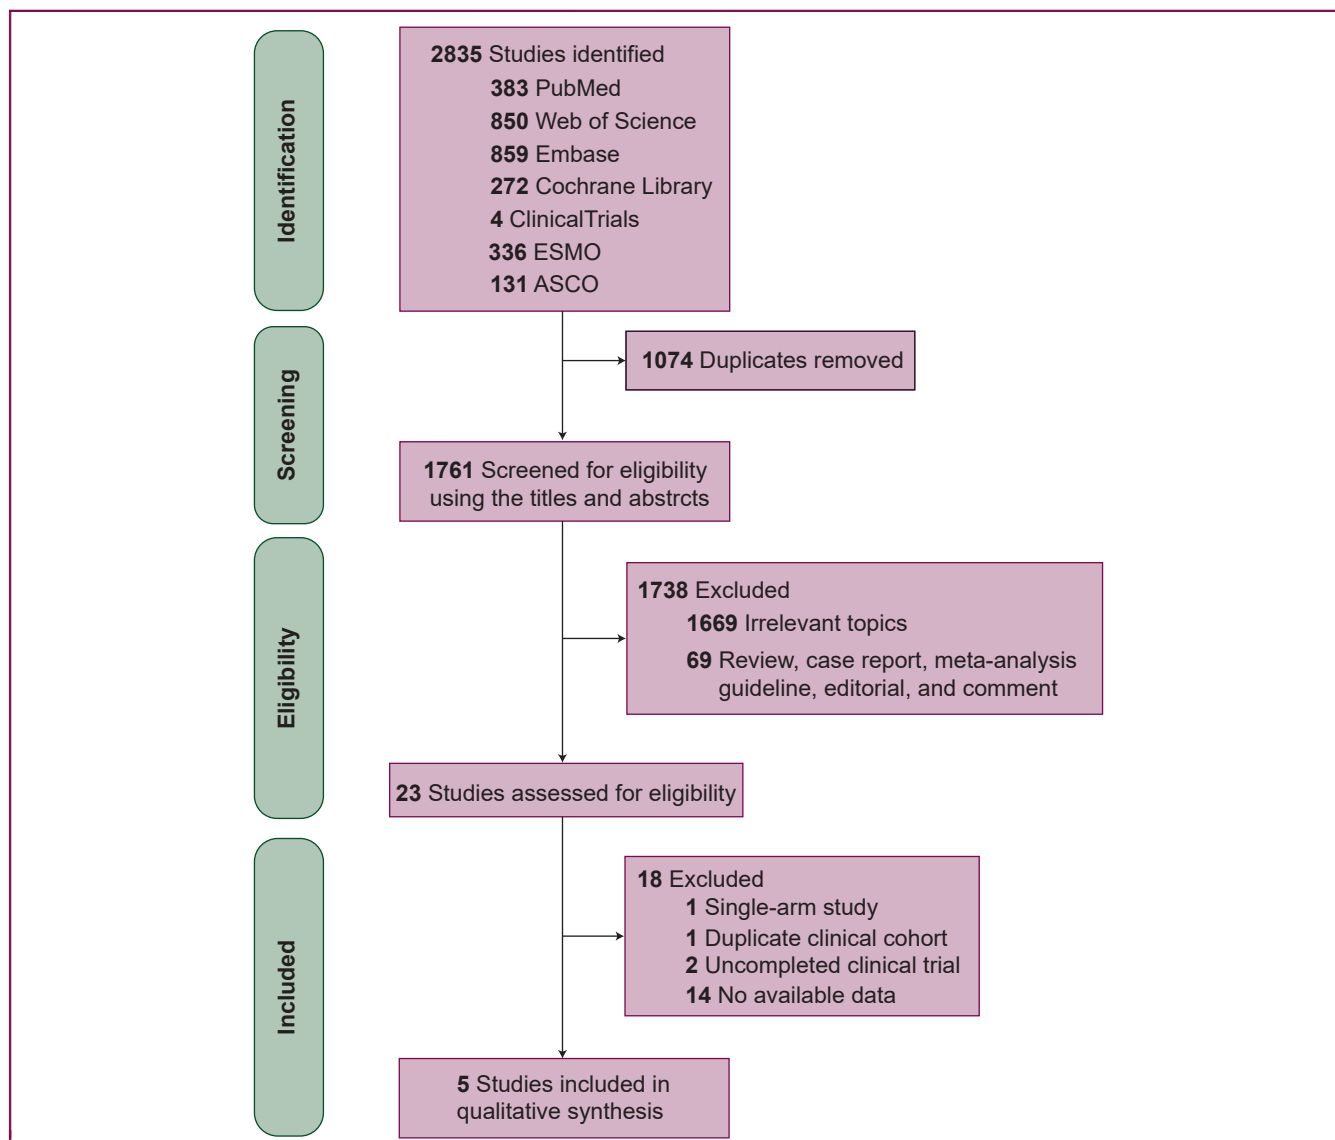 Identification
2835 Studies identified
383 PubMed
850 Web of Science
859 Embase
272 Cochrane Library
4 ClinicalTrials
336 ESMO
131 ASCO
Screening
1074 Duplicates removed
1761 Screened for eligibility
using the titles and abstrcts
Eligibility
1738 Excluded
1669 Irrelevant topics
69 Review, case report, meta-analysis
guideline, editorial, and comment
23 Studies assessed for eligibility
Included
18 Excluded
1 Single-arm study
1 Duplicate clinical cohort
2 Uncompleted clinical trial
14 No available data
5 Studies included in
qualitative synthesis